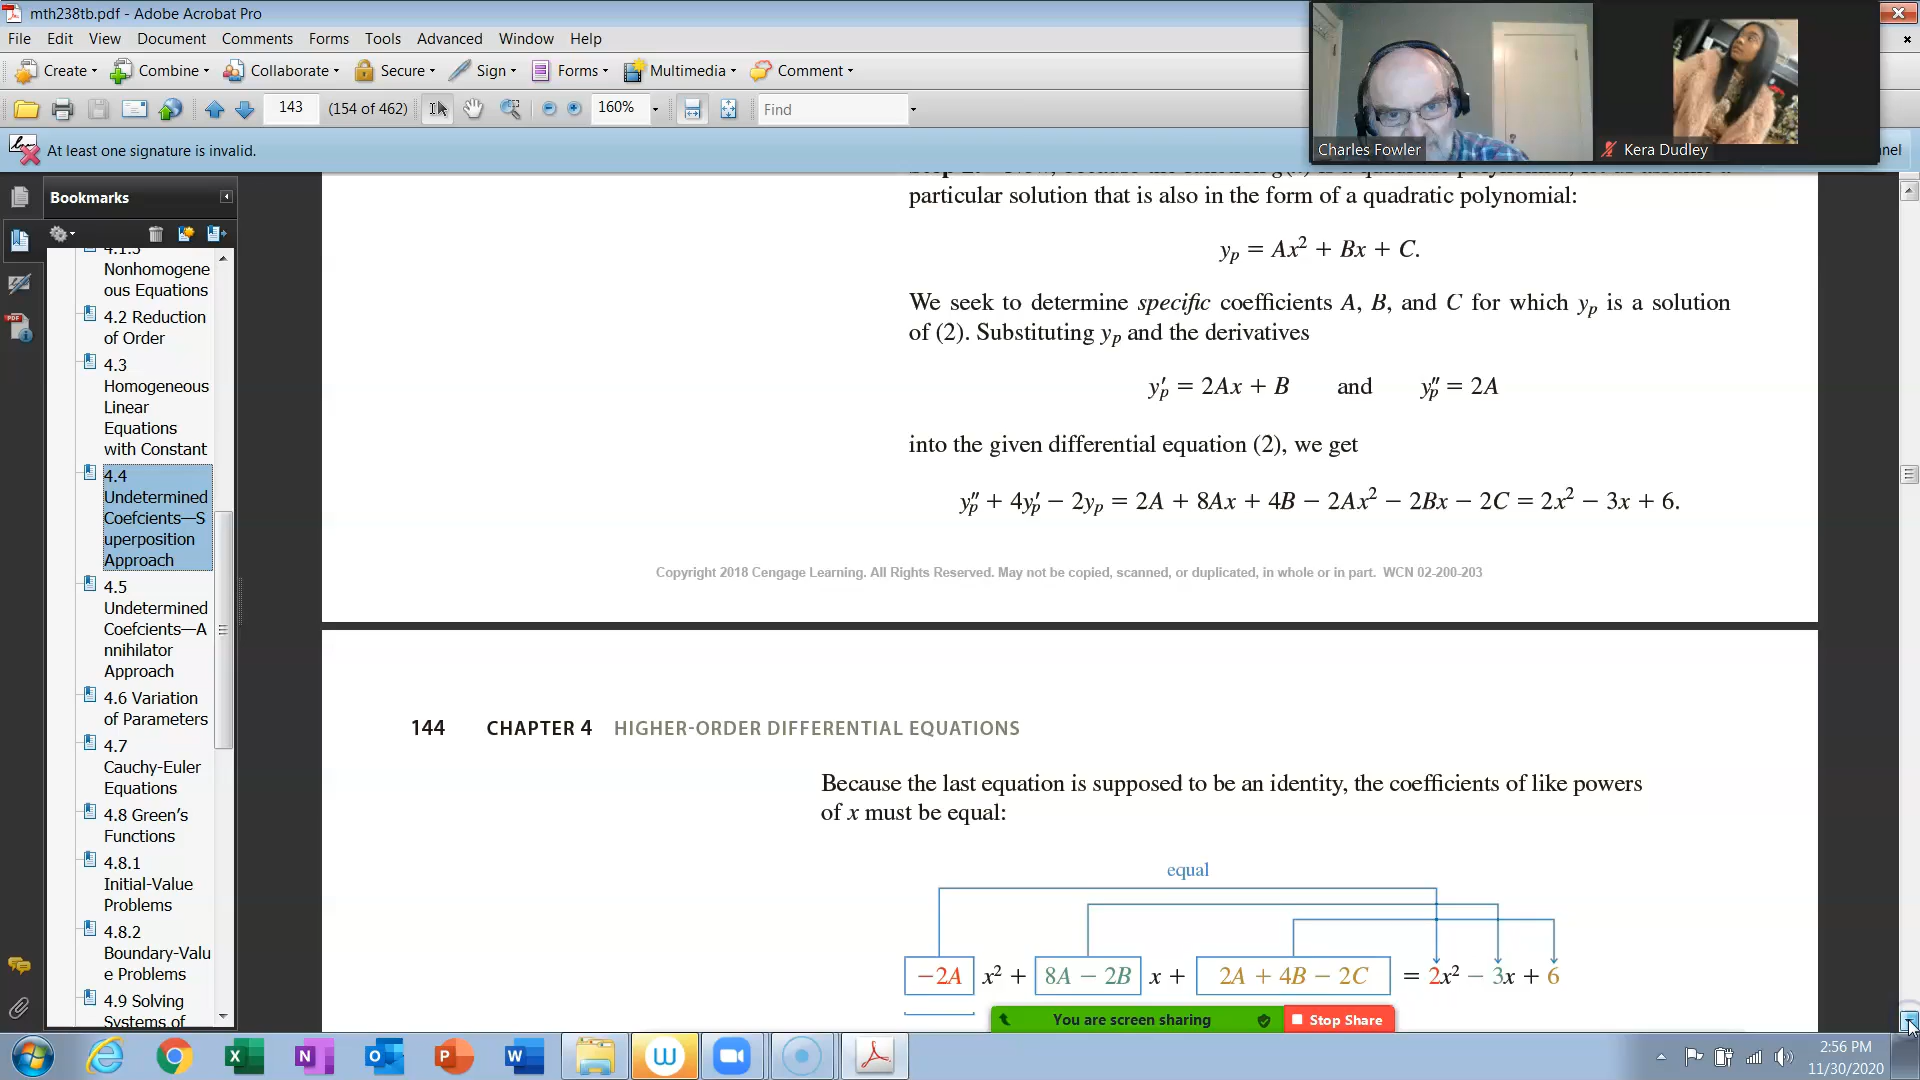 mth238tb.pdf - Adobe Acrobat Pro
File Edit View Document Comments Forms Tools Advanced Window Help
Create Combine Collaborate Secure Sign Forms Multimedia Comment
143 (154 of 462) 160% Find
At least one signature is invalid.
Charles Fowler
Kera Dudley
Bookmarks
Nonhomogene
ous Equations
4.2 Reduction
of Order
4.3
Homogeneous
Linear
Equations
with Constant
4.4
Undetermined
Coefcients—S
uperposition
Approach
4.5
Undetermined
Coefcients—A
nnihilator
Approach
4.6 Variation
of Parameters
4.7
Cauchy-Euler
Equations
4.8 Green's
Functions
4.8.1
Initial-Value
Problems
4.8.2
Boundary-Valu
e Problems
4.9 Solving
Systems of
particular solution that is also in the form of a quadratic polynomial:
yp = Ax² + Bx + C.
We seek to determine specific coefficients A, B, and C for which yp is a solution
of (2). Substituting yp and the derivatives
y′p = 2Ax + B and y″p = 2A
into the given differential equation (2), we get
y″p + 4y′p − 2yp = 2A + 8Ax + 4B − 2Ax² − 2Bx − 2C = 2x² − 3x + 6.
Copyright 2018 Cengage Learning. All Rights Reserved. May not be copied, scanned, or duplicated, in whole or in part. WCN 02-200-203
144 CHAPTER 4 HIGHER-ORDER DIFFERENTIAL EQUATIONS
Because the last equation is supposed to be an identity, the coefficients of like powers
of x must be equal:
equal
−2A x² + 8A − 2B x + 2A + 4B − 2C = 2x² − 3x + 6
You are screen sharing Stop Share
2:56 PM
11/30/2020